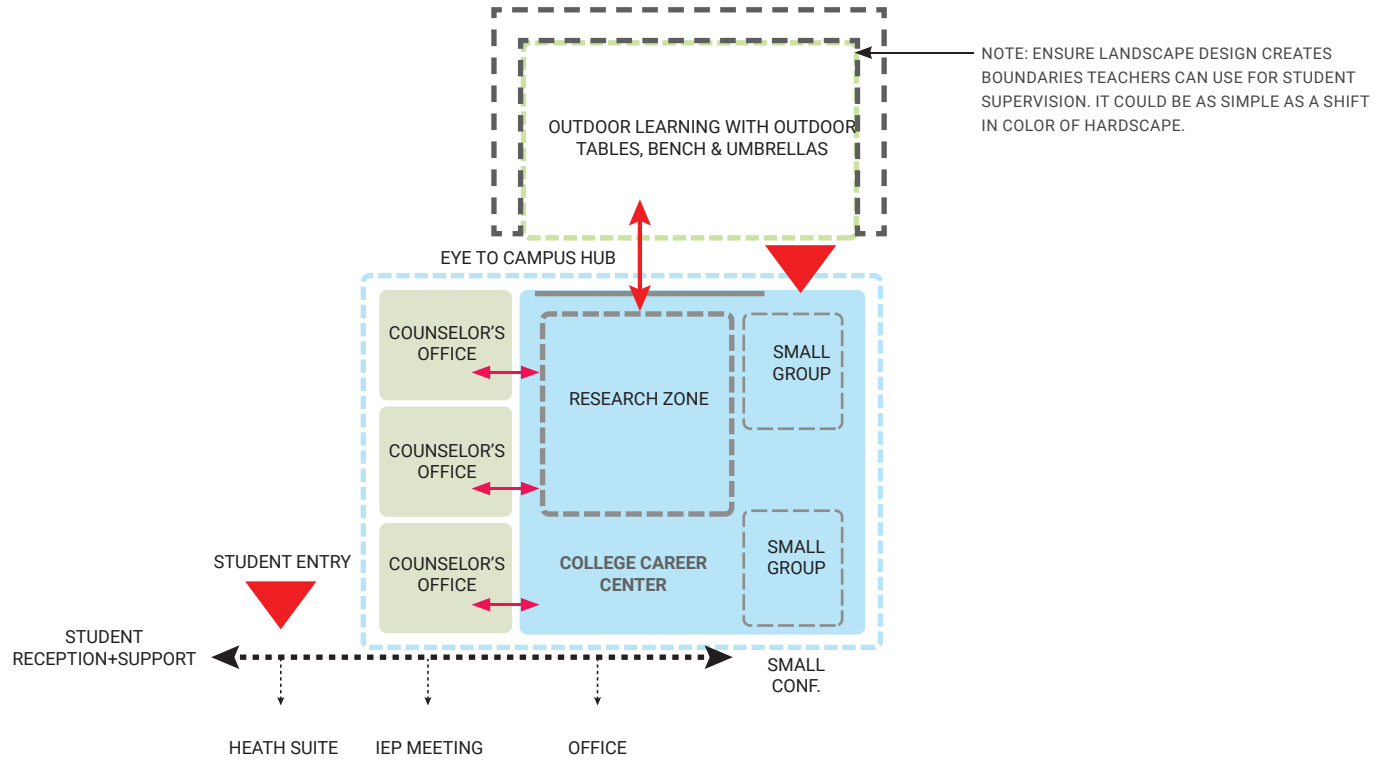 NOTE: ENSURE LANDSCAPE DESIGN CREATES
BOUNDARIES TEACHERS CAN USE FOR STUDENT
SUPERVISION. IT COULD BE AS SIMPLE AS A SHIFT
IN COLOR OF HARDSCAPE.
OUTDOOR LEARNING WITH OUTDOOR
TABLES, BENCH & UMBRELLAS
EYE TO CAMPUS HUB
COUNSELOR'S
OFFICE
RESEARCH ZONE
SMALL
GROUP
COUNSELOR'S
OFFICE
COUNSELOR'S
OFFICE
COLLEGE CAREER
CENTER
SMALL
GROUP
STUDENT ENTRY
STUDENT
RECEPTION+SUPPORT
SMALL
CONF.
HEATH SUITE
IEP MEETING
OFFICE